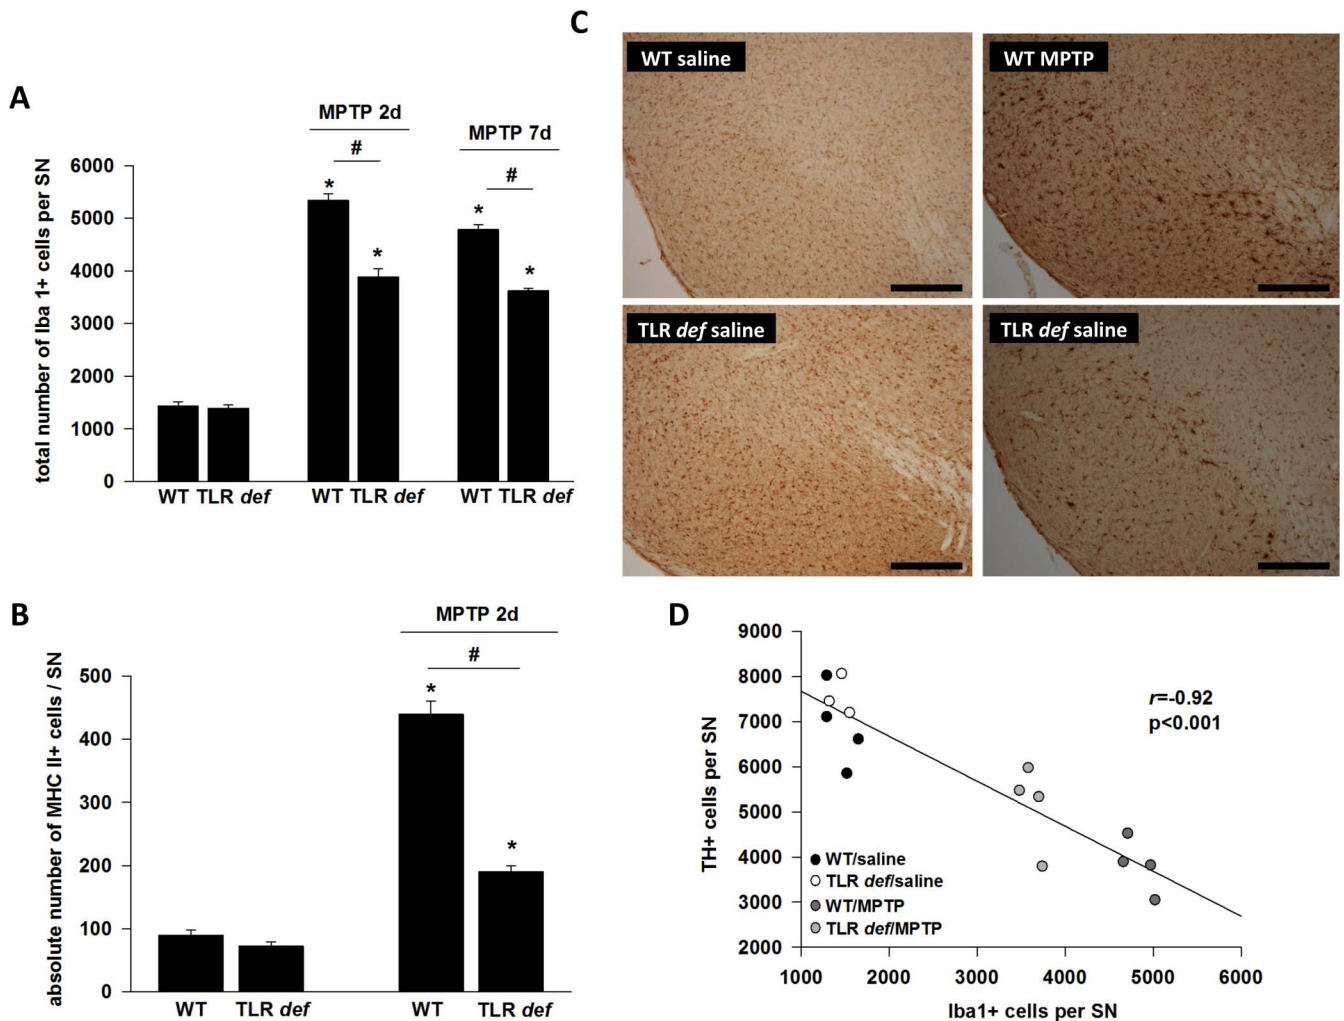 A
MPTP 2d
MPTP 7d
#
#
*
*
*
*
total number of Iba 1+ cells per SN
6000
5000
4000
3000
2000
1000
0
WT TLR def
WT TLR def
WT TLR def
B
MPTP 2d
#
*
*
absolute number of MHC II+ cells / SN
500
400
300
200
100
0
WT TLR def
WT TLR def
C
WT saline
WT MPTP
TLR def saline
TLR def saline
D
TH+ cells per SN
9000
8000
7000
6000
5000
4000
3000
2000
r=-0.92
p<0.001
WT/saline
TLR def/saline
WT/MPTP
TLR def/MPTP
1000 2000 3000 4000 5000 6000
Iba1+ cells per SN